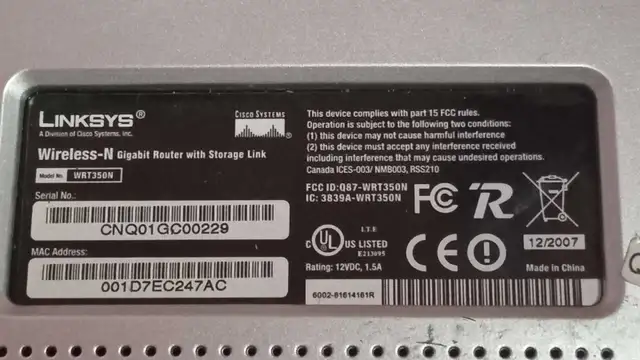 LINKSYS®
A Division of Cisco Systems, Inc.
CISCO SYSTEMS
®
Wireless-N Gigabit Router with Storage Link
Model No. WRT350N
Serial No.:
CNQ01GC00229
MAC Address:
001D7EC247AC
This device complies with part 15 FCC rules.
Operation is subject to the following two conditions:
(1) this device may not cause harmful interference
(2) this device must accept any interference received
including interference that may cause undesired operations.
Canada ICES-003/ NMB003, RSS210
FCC ID:Q87-WRT350N
IC: 3839A-WRT350N
FC
R
I.T.E
C UL US LISTED
E213095
CE
12/2007
Rating: 12VDC, 1.5A
Made in China
6002-81614161R